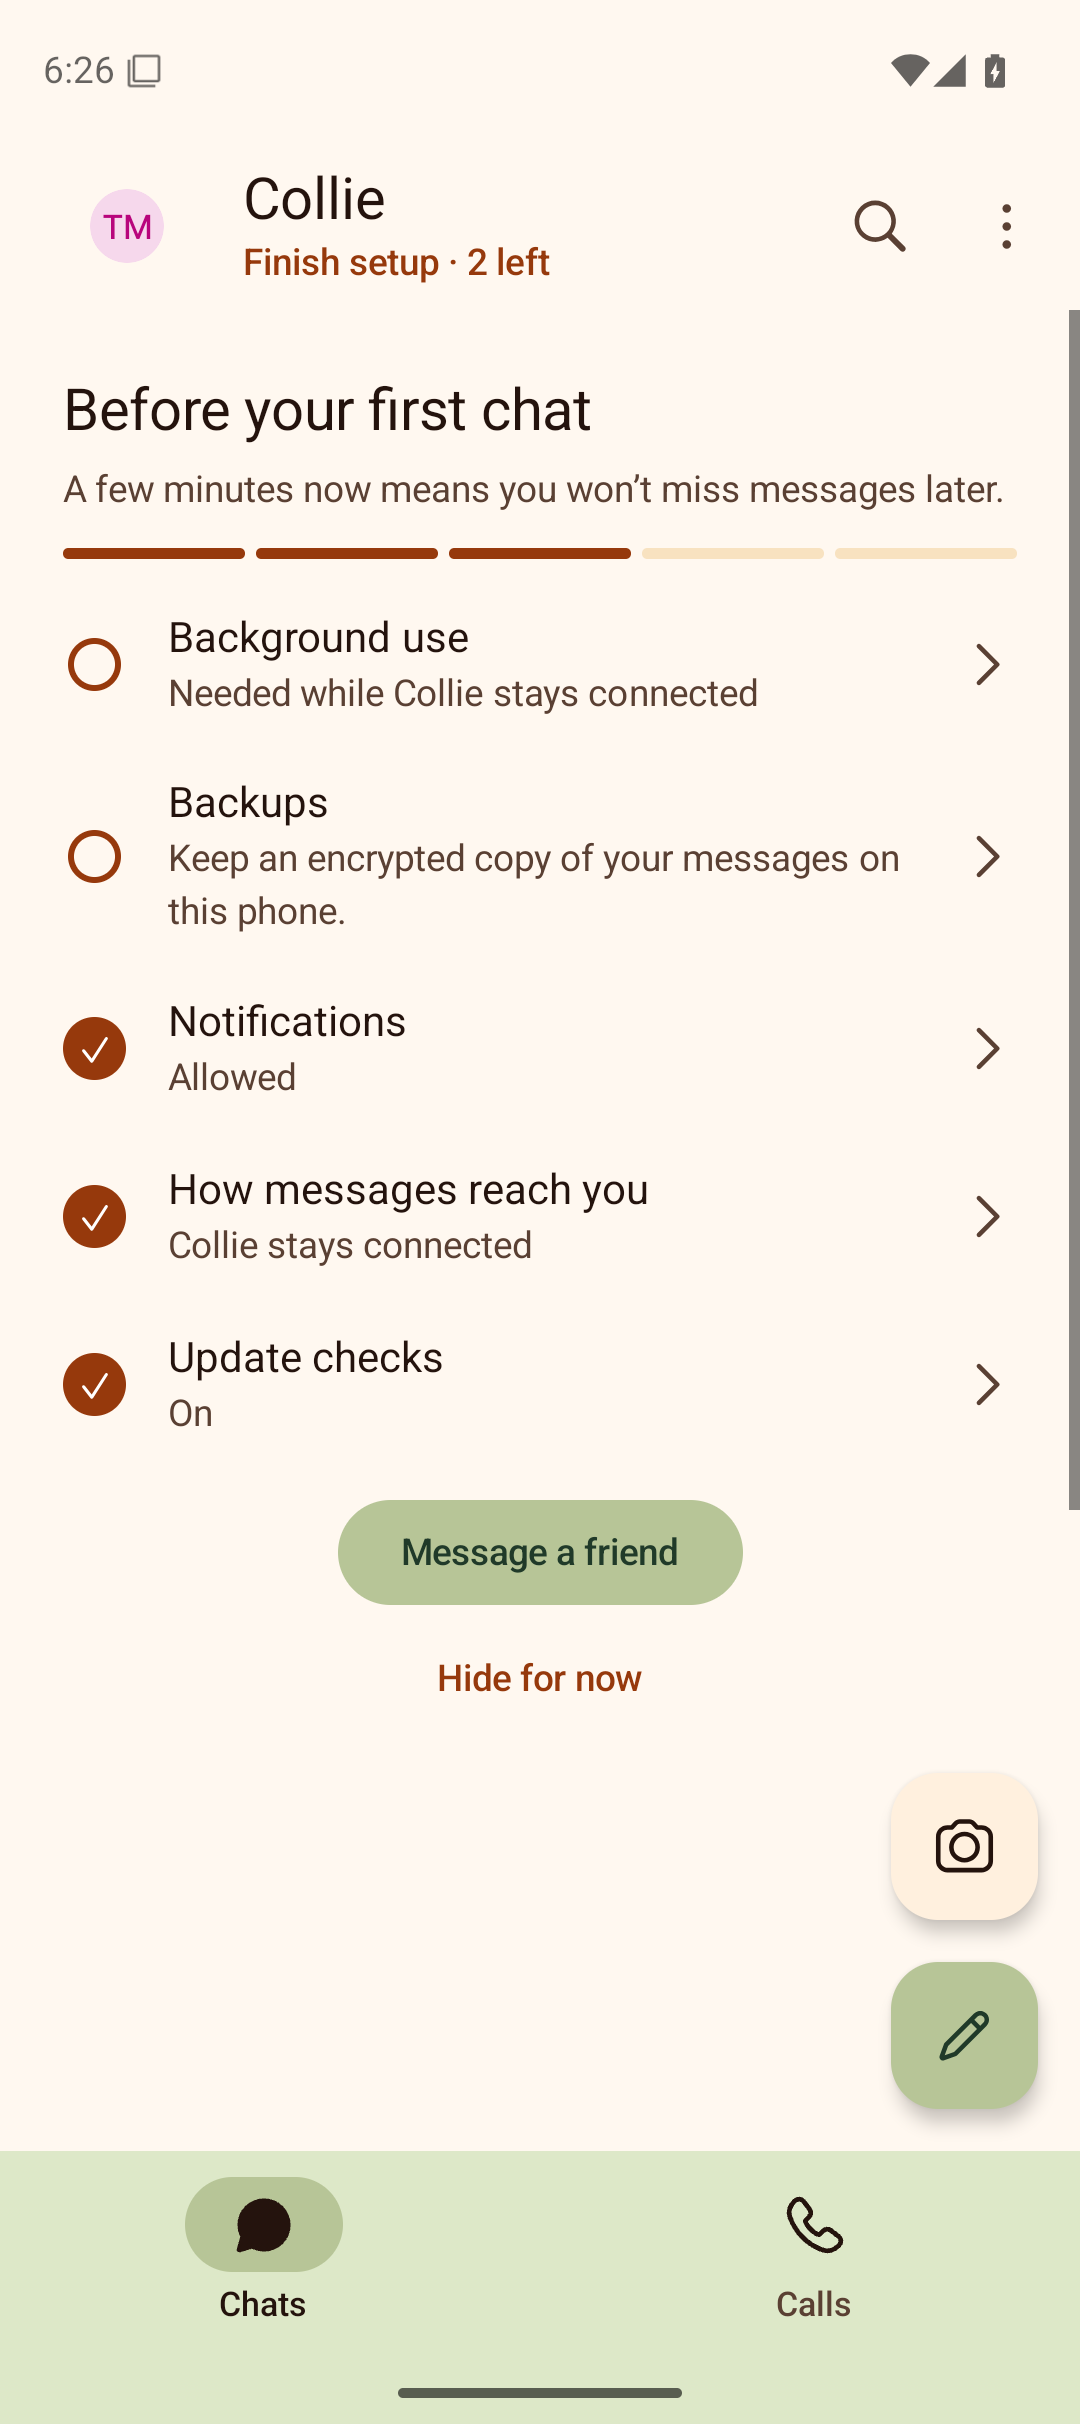 6:26
TM
Collie
Finish setup · 2 left
Before your first chat
A few minutes now means you won’t miss messages later.
Background use
Needed while Collie stays connected
Backups
Keep an encrypted copy of your messages on
this phone.
Notifications
Allowed
How messages reach you
Collie stays connected
Update checks
On
Message a friend
Hide for now
Chats
Calls